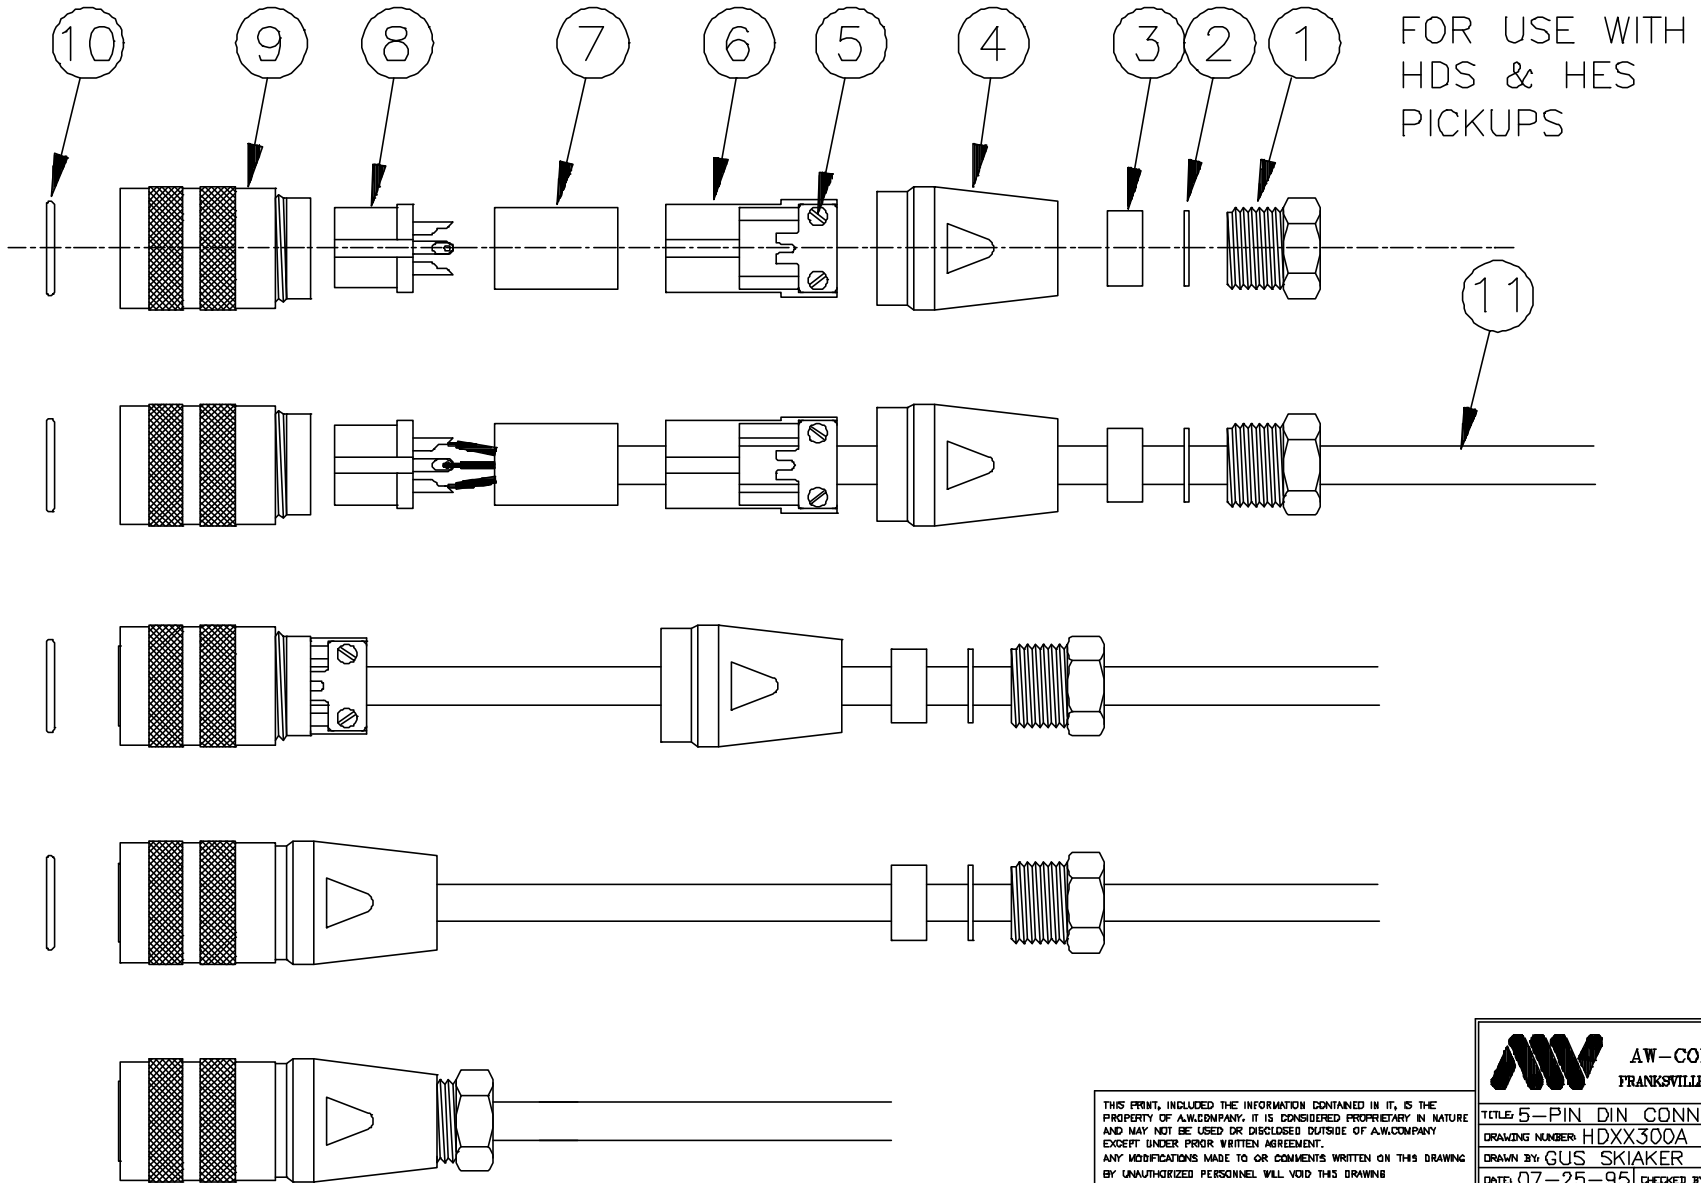 10 9 8 7 6 5 4 3 2 1
FOR USE WITH
HDS & HES
PICKUPS
11
THIS PRINT, INCLUDED THE INFORMATION CONTAINED IN IT, IS THE
PROPERTY OF A.W.COMPANY. IT IS CONSIDERED PROPRIETARY IN NATURE
AND MAY NOT BE USED OR DISCLOSED OUTSIDE OF A.W.COMPANY
EXCEPT UNDER PRIOR WRITTEN AGREEMENT.
ANY MODIFICATIONS MADE TO OR COMMENTS WRITTEN ON THIS DRAWING
BY UNAUTHORIZED PERSONNEL WILL VOID THIS DRAWING
AW-CO
FRANKSVILLE
TITLE: 5-PIN DIN CONN
DRAWING NUMBER: HDXX300A
DRAWN BY: GUS SKIAKER
DATE: 07-25-95 CHECKED BY